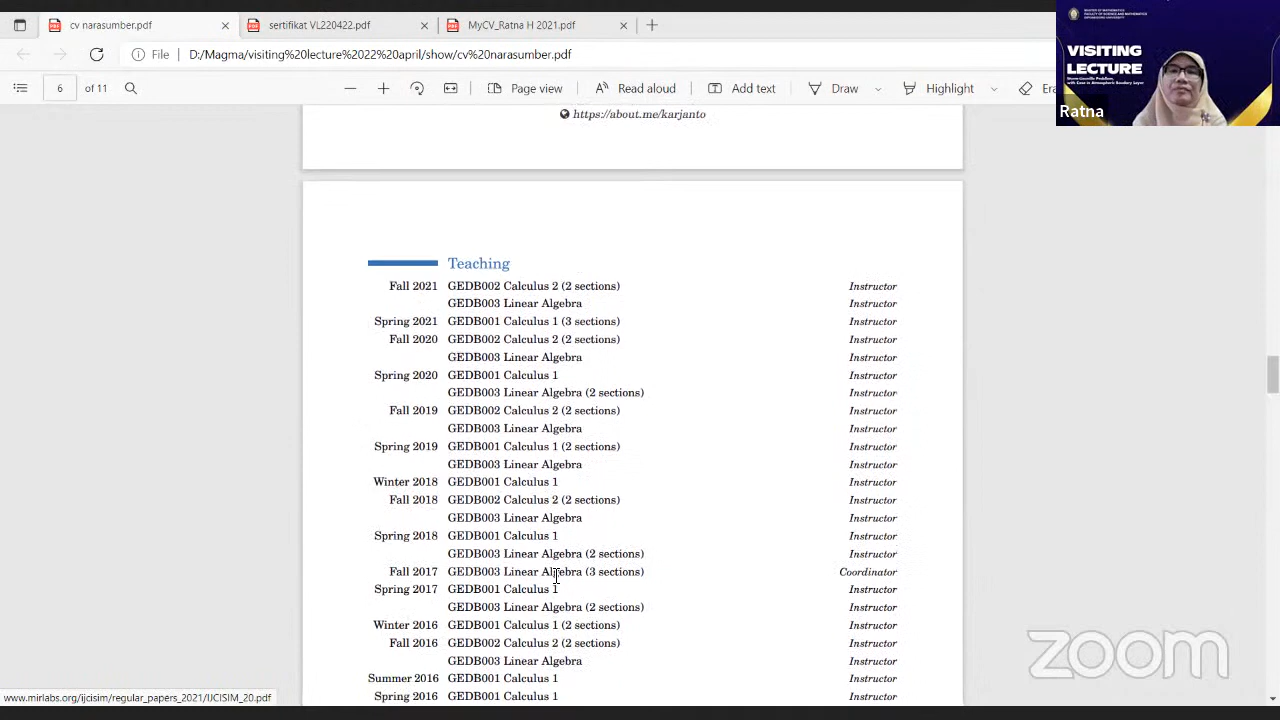 cv narasumber.pdf
sertifikat.W220422.pdf
MyCV_Ratna H 2021.pdf
File D:/Magma/visiting%20lecture%2022%20april/show/cv%20narasumber.pdf
6 of 11 Page view Read aloud Add text Draw Highlight Era
VISITING
LECTURE
Ratna
https://about.me/karjanto
Teaching
Fall 2021 GEDB002 Calculus 2 (2 sections) Instructor
GEDB003 Linear Algebra Instructor
Spring 2021 GEDB001 Calculus 1 (3 sections) Instructor
Fall 2020 GEDB002 Calculus 2 (2 sections) Instructor
GEDB003 Linear Algebra Instructor
Spring 2020 GEDB001 Calculus 1 Instructor
GEDB003 Linear Algebra (2 sections) Instructor
Fall 2019 GEDB002 Calculus 2 (2 sections) Instructor
GEDB003 Linear Algebra Instructor
Spring 2019 GEDB001 Calculus 1 (2 sections) Instructor
GEDB003 Linear Algebra Instructor
Winter 2018 GEDB001 Calculus 1 Instructor
Fall 2018 GEDB002 Calculus 2 (2 sections) Instructor
GEDB003 Linear Algebra Instructor
Spring 2018 GEDB001 Calculus 1 Instructor
GEDB003 Linear Algebra (2 sections) Instructor
Fall 2017 GEDB003 Linear Algebra (3 sections) Coordinator
Spring 2017 GEDB001 Calculus 1 Instructor
GEDB003 Linear Algebra (2 sections) Instructor
Winter 2016 GEDB001 Calculus 1 (2 sections) Instructor
Fall 2016 GEDB002 Calculus 2 (2 sections) Instructor
GEDB003 Linear Algebra Instructor
Summer 2016 GEDB001 Calculus 1 Instructor
Spring 2016 GEDB001 Calculus 1 Instructor
www.mirlabs.org/ijcisim/regular_papers_2021/IJCISIM_20.pdf
zoom